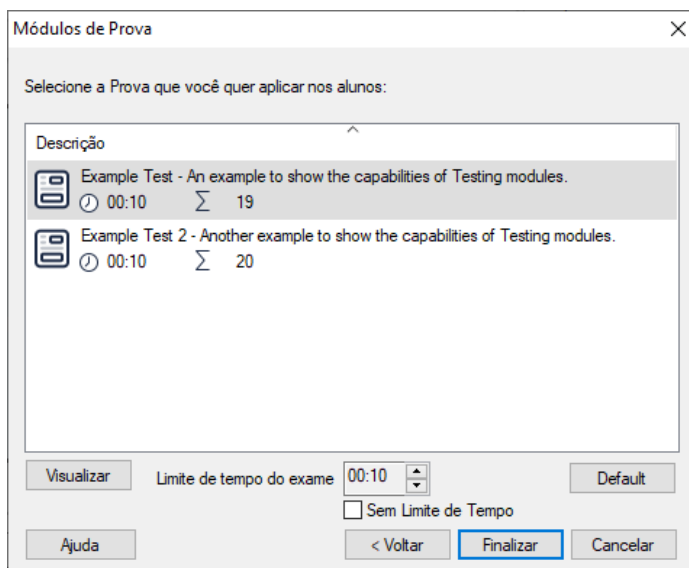 Módulos de Prova
Selecione a Prova que você quer aplicar nos alunos:
Descrição
Example Test - An example to show the capabilities of Testing modules.
00:10 Σ 19
Example Test 2 - Another example to show the capabilities of Testing modules.
00:10 Σ 20
Visualizar Limite de tempo do exame 00:10 Default
Sem Limite de Tempo
Ajuda < Voltar Finalizar Cancelar